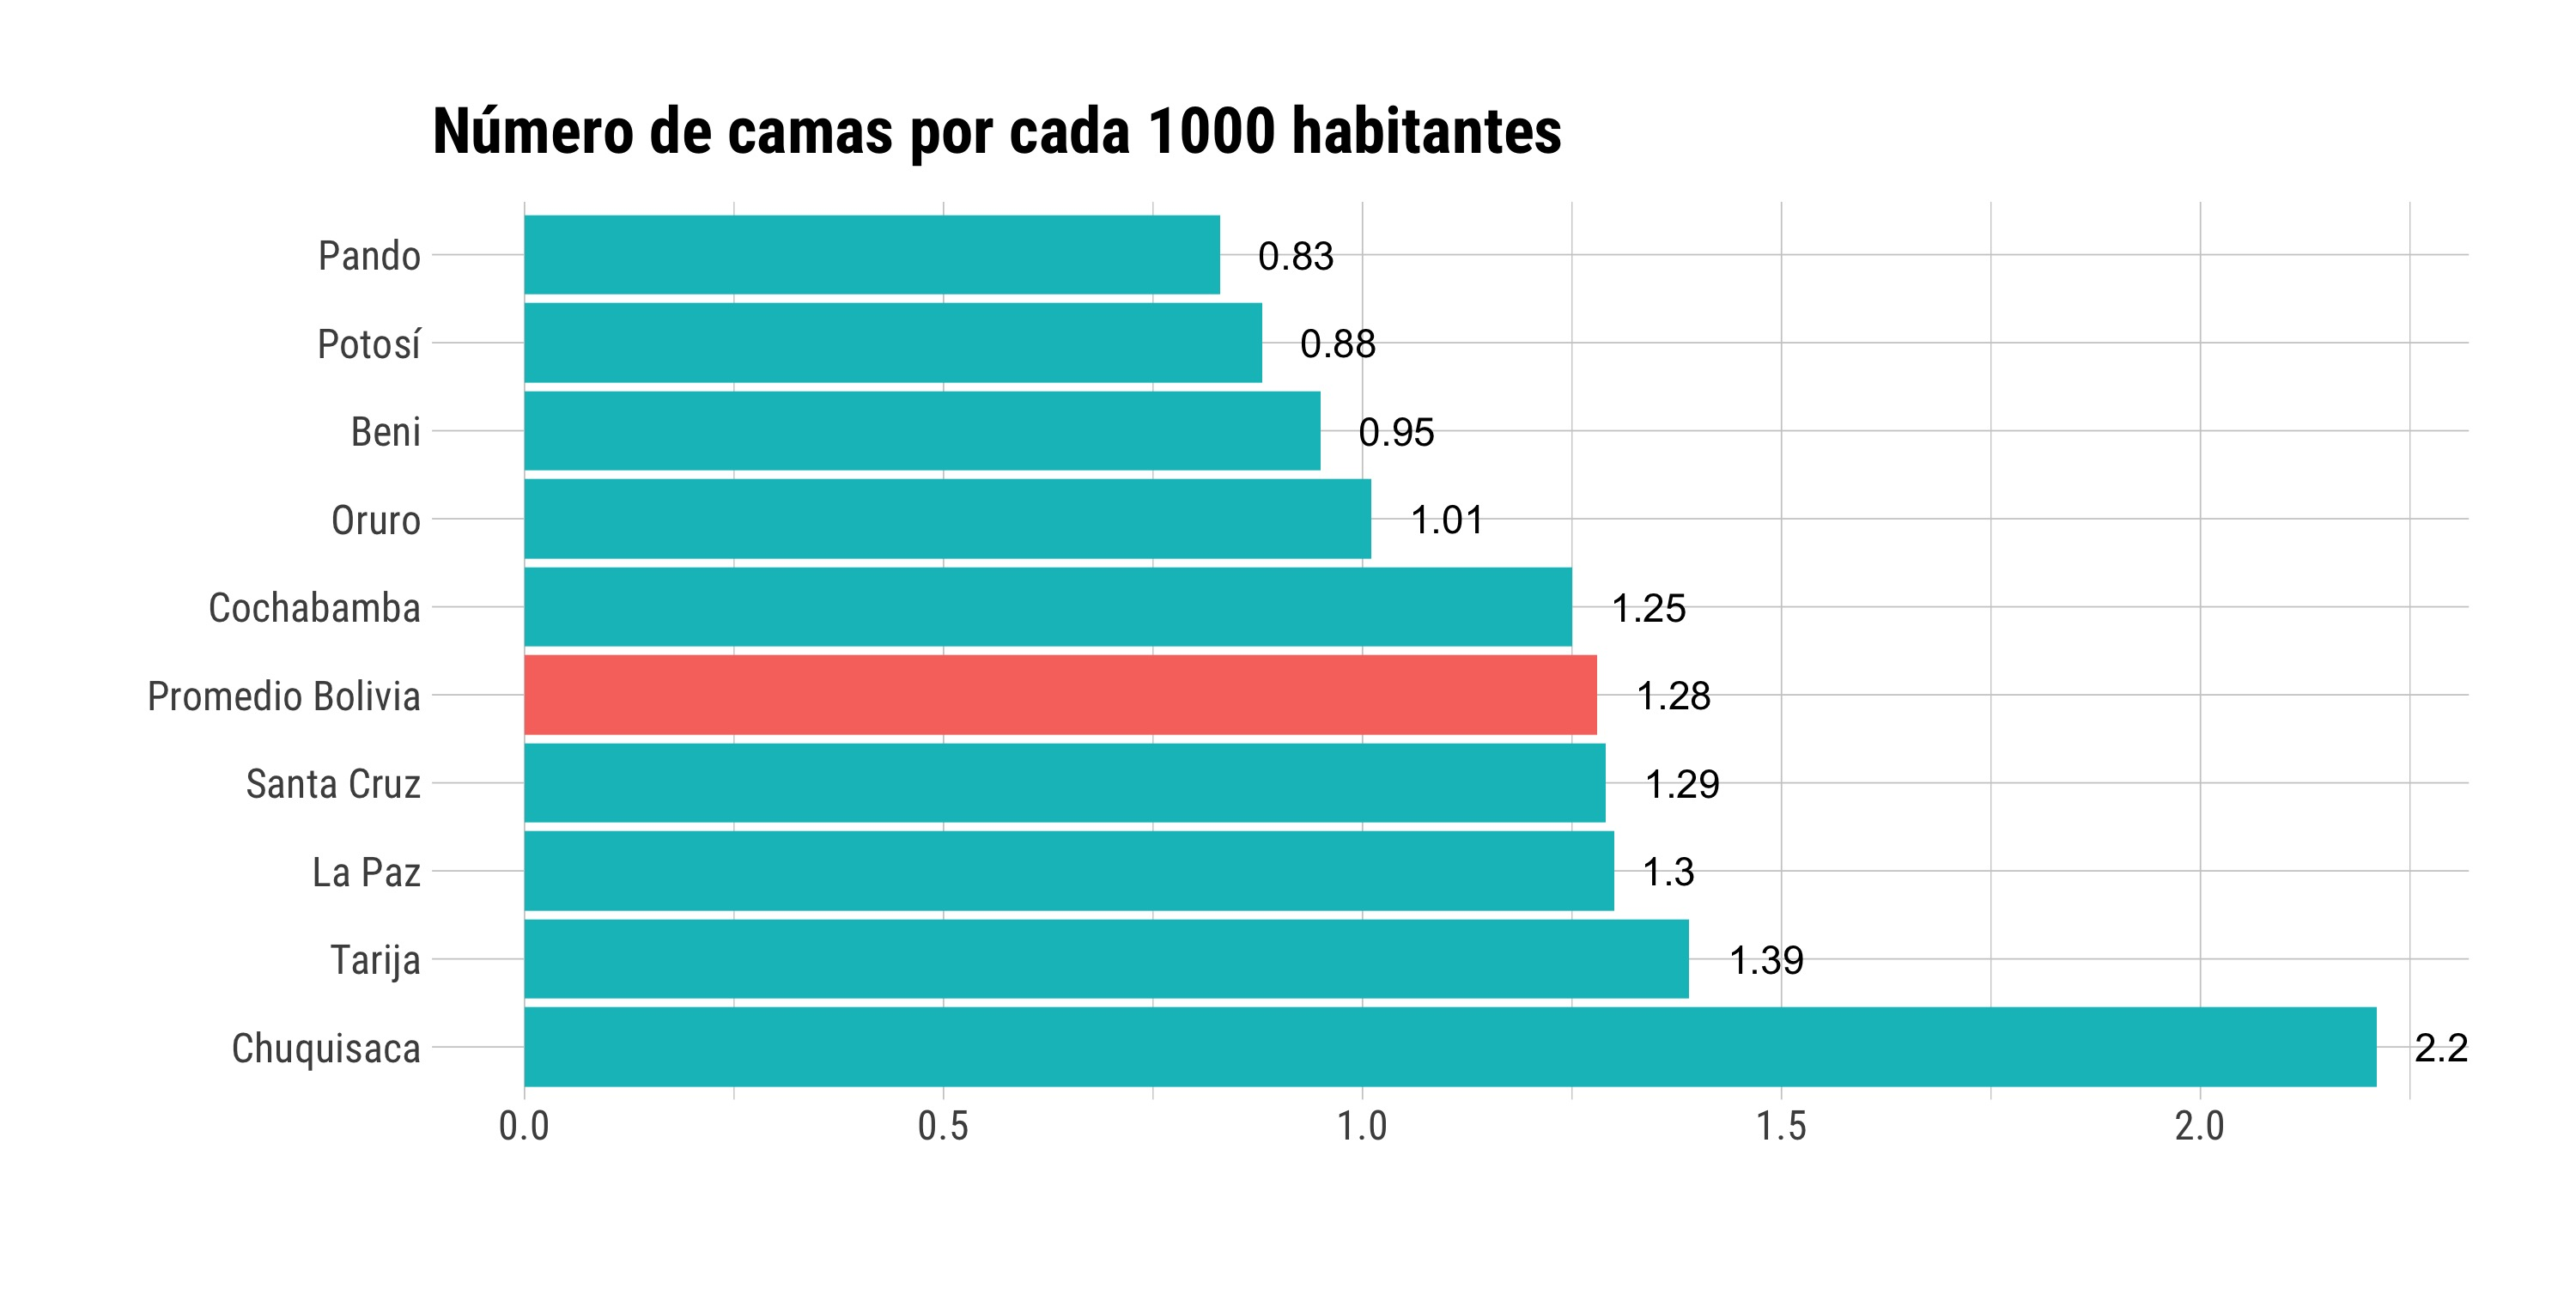 Número de camas por cada 1000 habitantes
Pando 0.83
Potosí 0.88
Beni 0.95
Oruro 1.01
Cochabamba 1.25
Promedio Bolivia 1.28
Santa Cruz 1.29
La Paz 1.3
Tarija 1.39
Chuquisaca 2.2
0.0 0.5 1.0 1.5 2.0